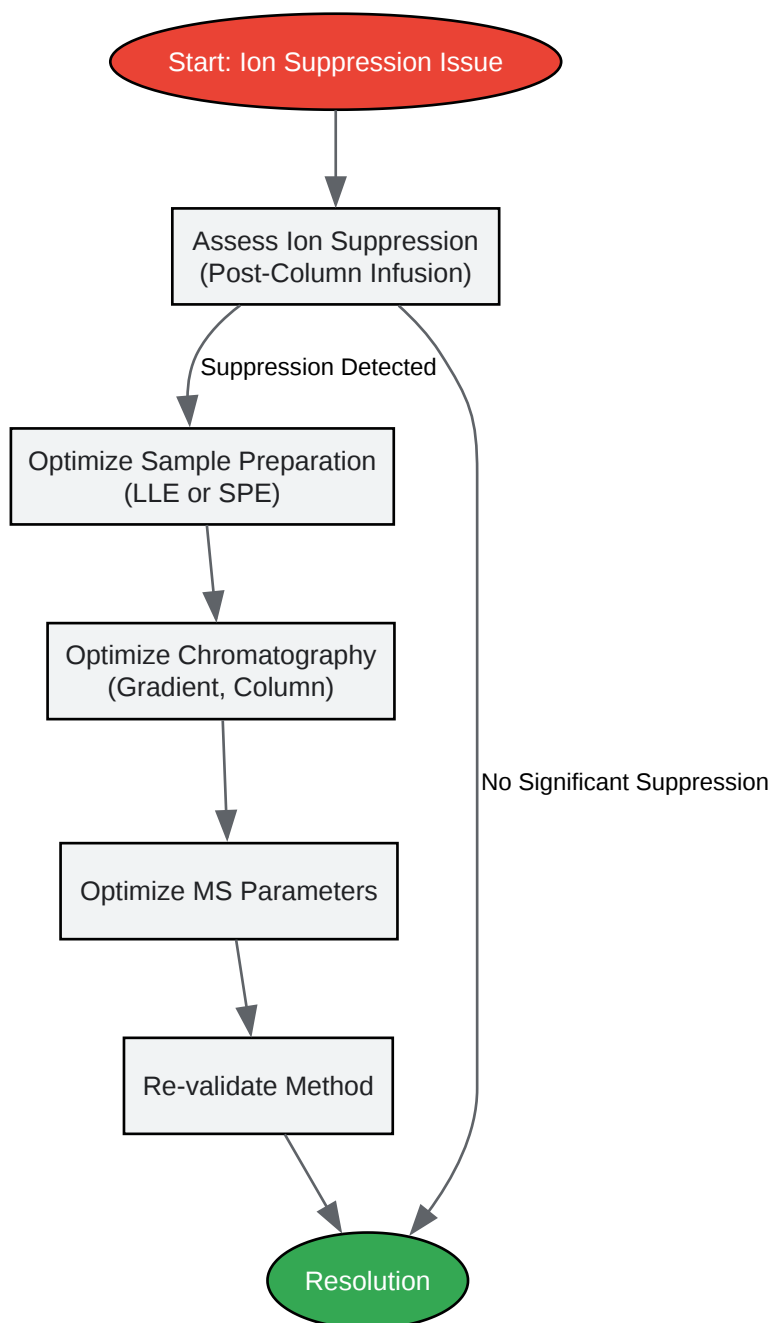 Start: Ion Suppression Issue
Assess Ion Suppression
(Post-Column Infusion)
Suppression Detected
Optimize Sample Preparation
(LLE or SPE)
Optimize Chromatography
(Gradient, Column)
No Significant Suppression
Optimize MS Parameters
Re-validate Method
Resolution